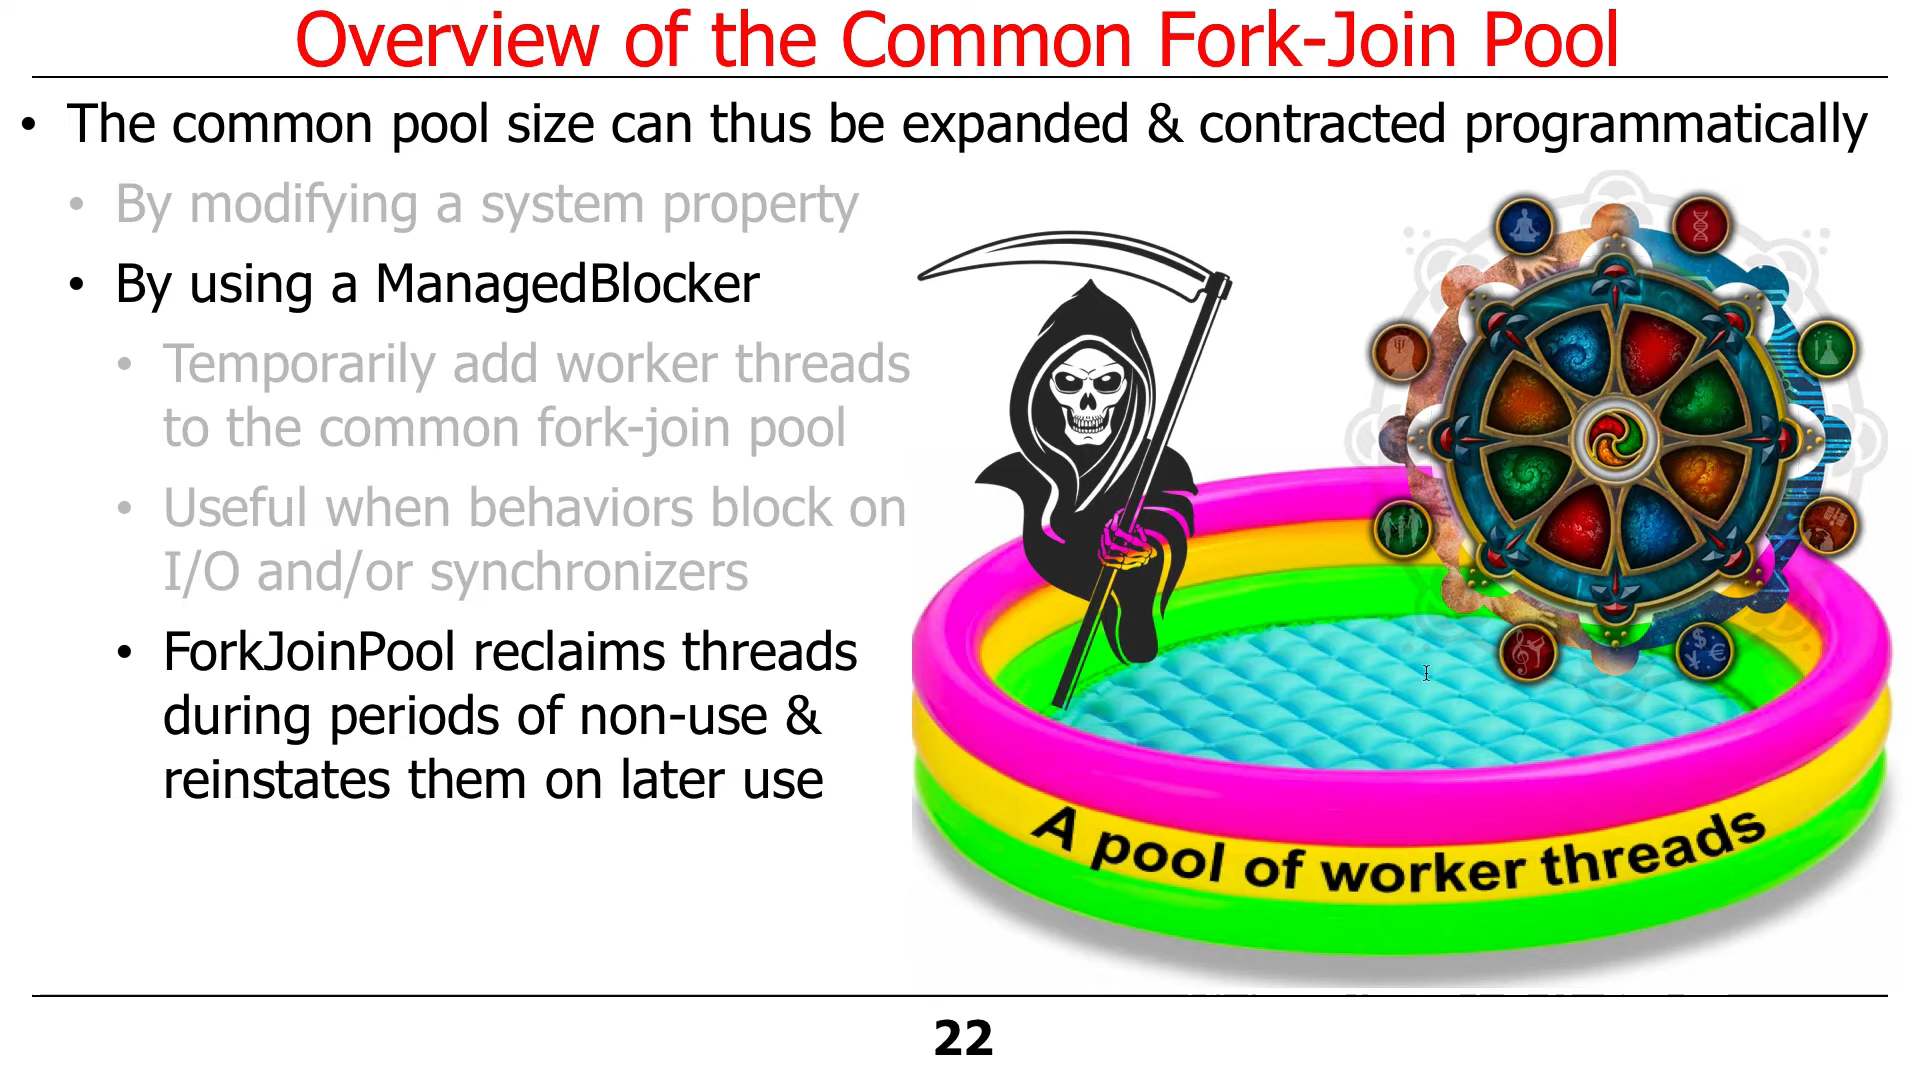 Overview of the Common Fork-Join Pool
• The common pool size can thus be expanded & contracted programmatically
• By modifying a system property
• By using a ManagedBlocker
• Temporarily add worker threads
to the common fork-join pool
• Useful when behaviors block on
I/O and/or synchronizers
• ForkJoinPool reclaims threads
during periods of non-use &
reinstates them on later use
A pool of worker threads
22